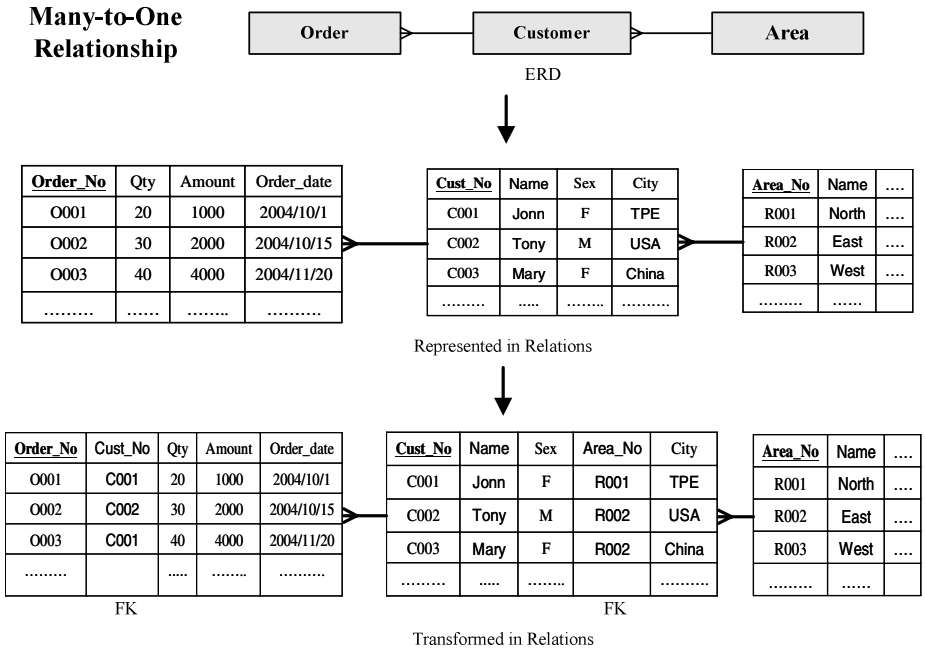 Many-to-One
Relationship
Order Customer Area
ERD
Order_No Qty Amount Order_date
O001 20 1000 2004/10/1
O002 30 2000 2004/10/15
O003 40 4000 2004/11/20
......... ...... ........ ..........
Cust_No Name Sex City
C001 Jonn F TPE
C002 Tony M USA
C003 Mary F China
......... ..... ........ ..........
Area_No Name ....
R001 North ....
R002 East ....
R003 West ....
......... ......
Represented in Relations
Order_No Cust_No Qty Amount Order_date
O001 C001 20 1000 2004/10/1
O002 C002 30 2000 2004/10/15
O003 C001 40 4000 2004/11/20
......... ..... ........ ..........
FK
Cust_No Name Sex Area_No City
C001 Jonn F R001 TPE
C002 Tony M R002 USA
C003 Mary F R002 China
......... ..... ........ ..........
FK
Area_No Name ....
R001 North ....
R002 East ....
R003 West ....
......... ......
Transformed in Relations